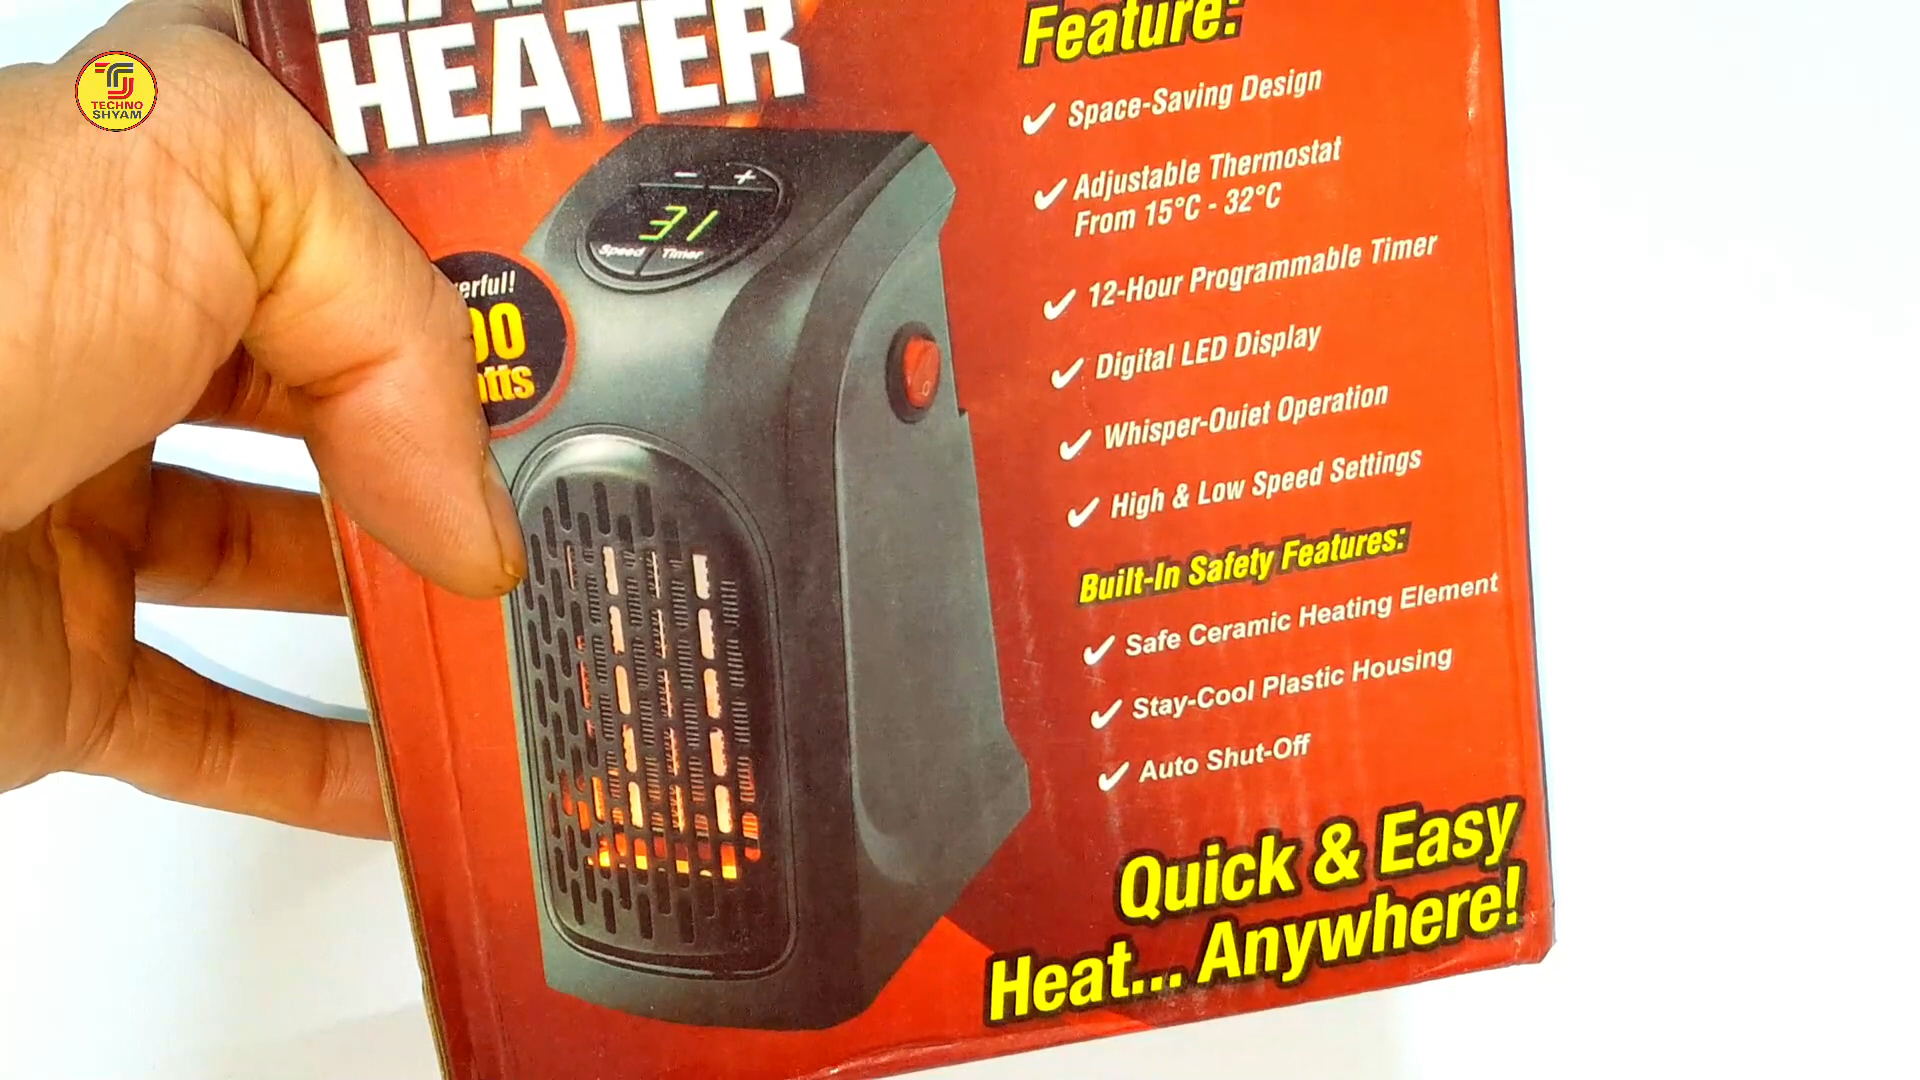 TECHNO
SHYAM
HEATER
31
Speed Timer
00
Feature:
✔ Space-Saving Design
✔ Adjustable Thermostat
From 15°C - 32°C
✔ 12-Hour Programmable Timer
✔ Digital LED Display
✔ Whisper-Quiet Operation
✔ High & Low Speed Settings
Built-In Safety Features:
✔ Safe Ceramic Heating Element
✔ Stay-Cool Plastic Housing
✔ Auto Shut-Off
Quick & Easy
Heat... Anywhere!